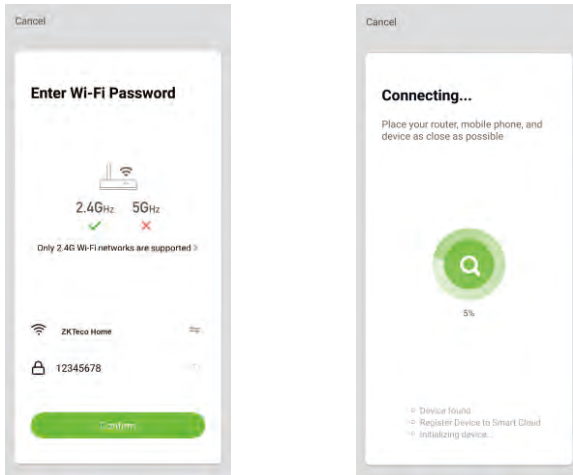 Cancel
Enter Wi-Fi Password
2.4GHz 5GHz
Only 2.4G Wi-Fi networks are supported >
ZKTeco Home
12345678
Confirm
Cancel
Connecting...
Place your router, mobile phone, and
device as close as possible
5%
Device found
Register Device to Smart Cloud
Initializing device...